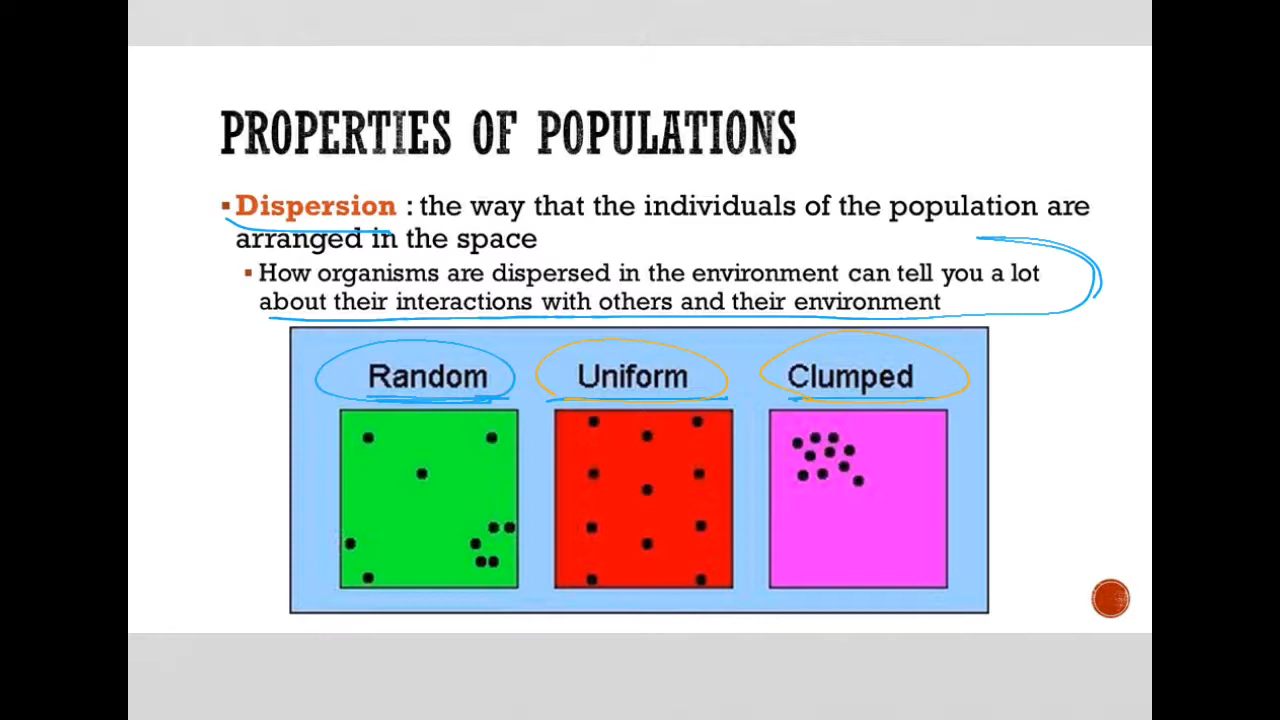 PROPERTIES OF POPULATIONS
▪Dispersion : the way that the individuals of the population are
arranged in the space
▪ How organisms are dispersed in the environment can tell you a lot
about their interactions with others and their environment
Random Uniform Clumped